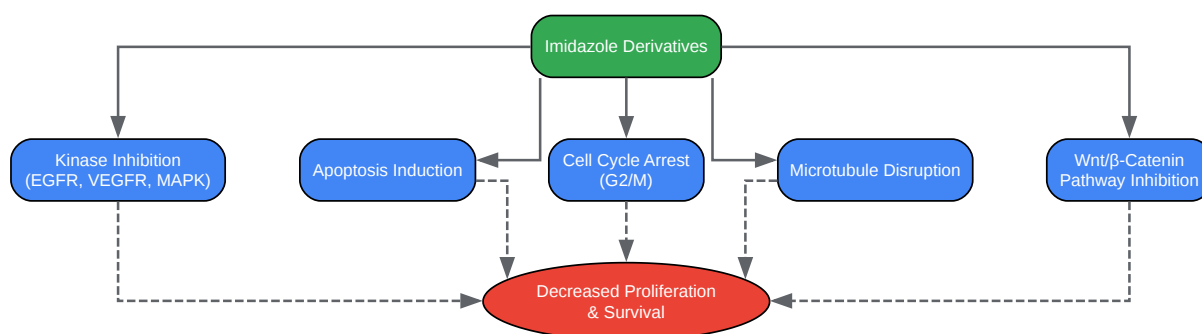 Imidazole Derivatives
Kinase Inhibition
(EGFR, VEGFR, MAPK)
Apoptosis Induction
Cell Cycle Arrest
(G2/M)
Microtubule Disruption
Wnt/β-Catenin
Pathway Inhibition
Decreased Proliferation
& Survival